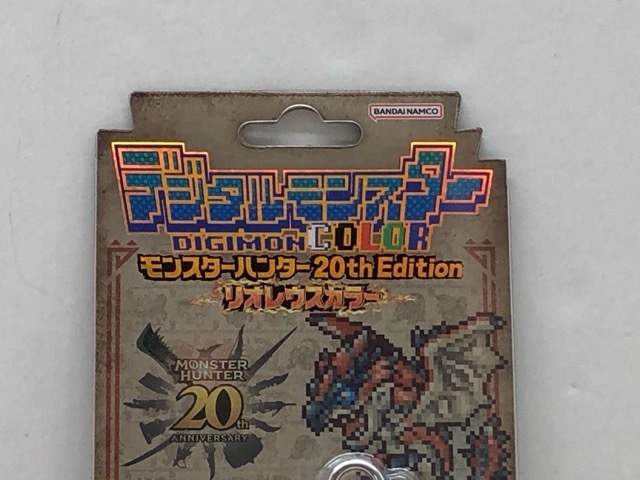 BANDAI NAMCO
デジタルモンスター
DIGIMON COLOR
モンスターハンター20th Edition
リオレウスカラー
MONSTER
HUNTER
20th
ANNIVERSARY